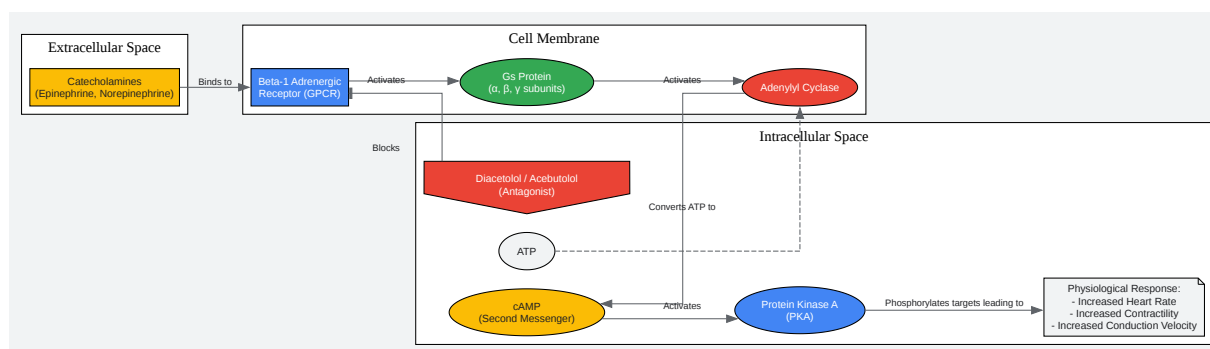 Extracellular Space
Catecholamines
(Epinephrine, Norepinephrine)
Binds to
Cell Membrane
Beta-1 Adrenergic
Receptor (GPCR)
Activates
Gs Protein
(α, β, γ subunits)
Activates
Adenylyl Cyclase
Intracellular Space
Blocks
Diacetolol / Acebutolol
(Antagonist)
Converts ATP to
ATP
cAMP
(Second Messenger)
Activates
Protein Kinase A
(PKA)
Phosphorylates targets leading to
Physiological Response:
- Increased Heart Rate
- Increased Contractility
- Increased Conduction Velocity